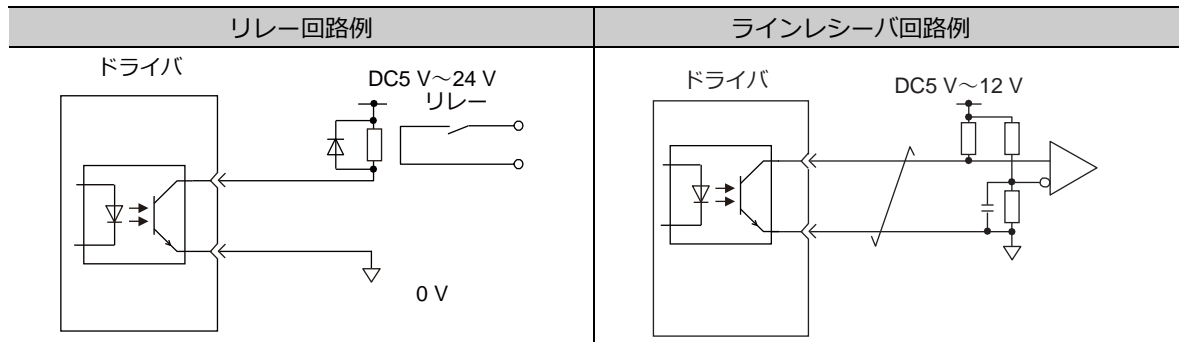 リレー回路例
ラインレシーバ回路例
ドライバ
DC5 V～24 V
リレー
0 V
ドライバ
DC5 V～12 V